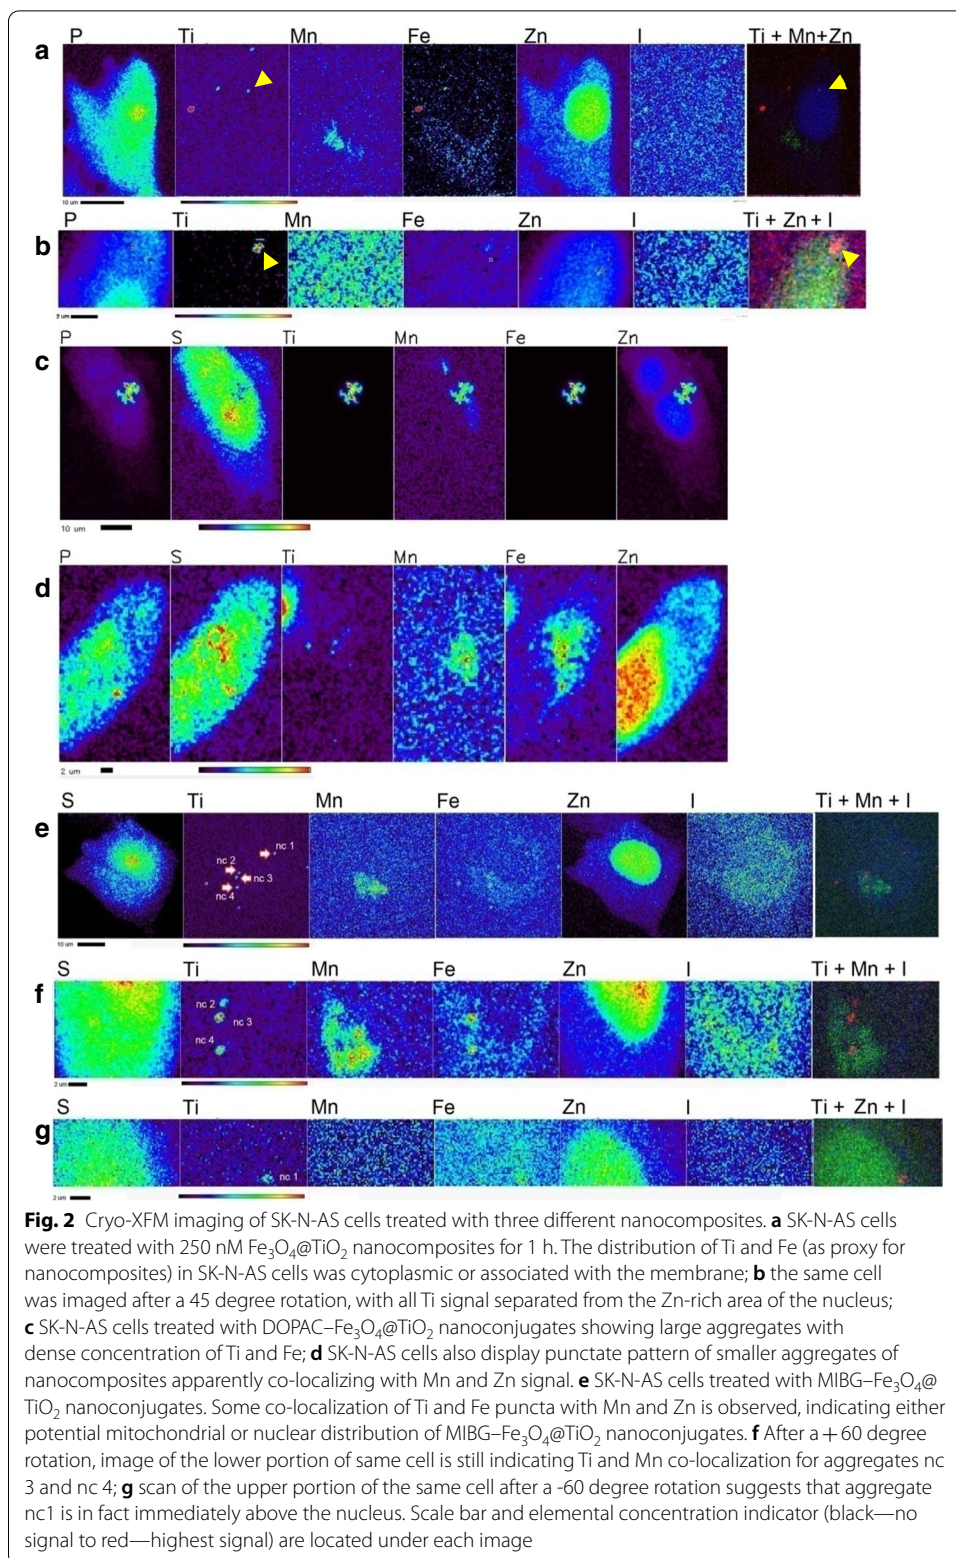 P Ti Mn Fe Zn I Ti + Mn+Zn
a
10 um
P Ti Mn Fe Zn I Ti + Zn + I
b
2 um
P S Ti Mn Fe Zn
c
10 um
P S Ti Mn Fe Zn
d
2 um
S Ti Mn Fe Zn I Ti + Mn + I
e
nc 1
nc 2
nc 3
nc 4
10 um
S Ti Mn Fe Zn I Ti + Mn + I
f
nc 2
nc 3
nc 4
2 um
S Ti Mn Fe Zn I Ti + Zn + I
g
nc 1
2 um
Fig. 2 Cryo-XFM imaging of SK-N-AS cells treated with three different nanocomposites. a SK-N-AS cells
were treated with 250 nM Fe₃O₄@TiO₂ nanocomposites for 1 h. The distribution of Ti and Fe (as proxy for
nanocomposites) in SK-N-AS cells was cytoplasmic or associated with the membrane; b the same cell
was imaged after a 45 degree rotation, with all Ti signal separated from the Zn-rich area of the nucleus;
c SK-N-AS cells treated with DOPAC–Fe₃O₄@TiO₂ nanoconjugates showing large aggregates with
dense concentration of Ti and Fe; d SK-N-AS cells also display punctate pattern of smaller aggregates of
nanocomposites apparently co-localizing with Mn and Zn signal. e SK-N-AS cells treated with MIBG–Fe₃O₄@
TiO₂ nanoconjugates. Some co-localization of Ti and Fe puncta with Mn and Zn is observed, indicating either
potential mitochondrial or nuclear distribution of MIBG–Fe₃O₄@TiO₂ nanoconjugates. f After a + 60 degree
rotation, image of the lower portion of same cell is still indicating Ti and Mn co-localization for aggregates nc
3 and nc 4; g scan of the upper portion of the same cell after a -60 degree rotation suggests that aggregate
nc1 is in fact immediately above the nucleus. Scale bar and elemental concentration indicator (black—no
signal to red—highest signal) are located under each image